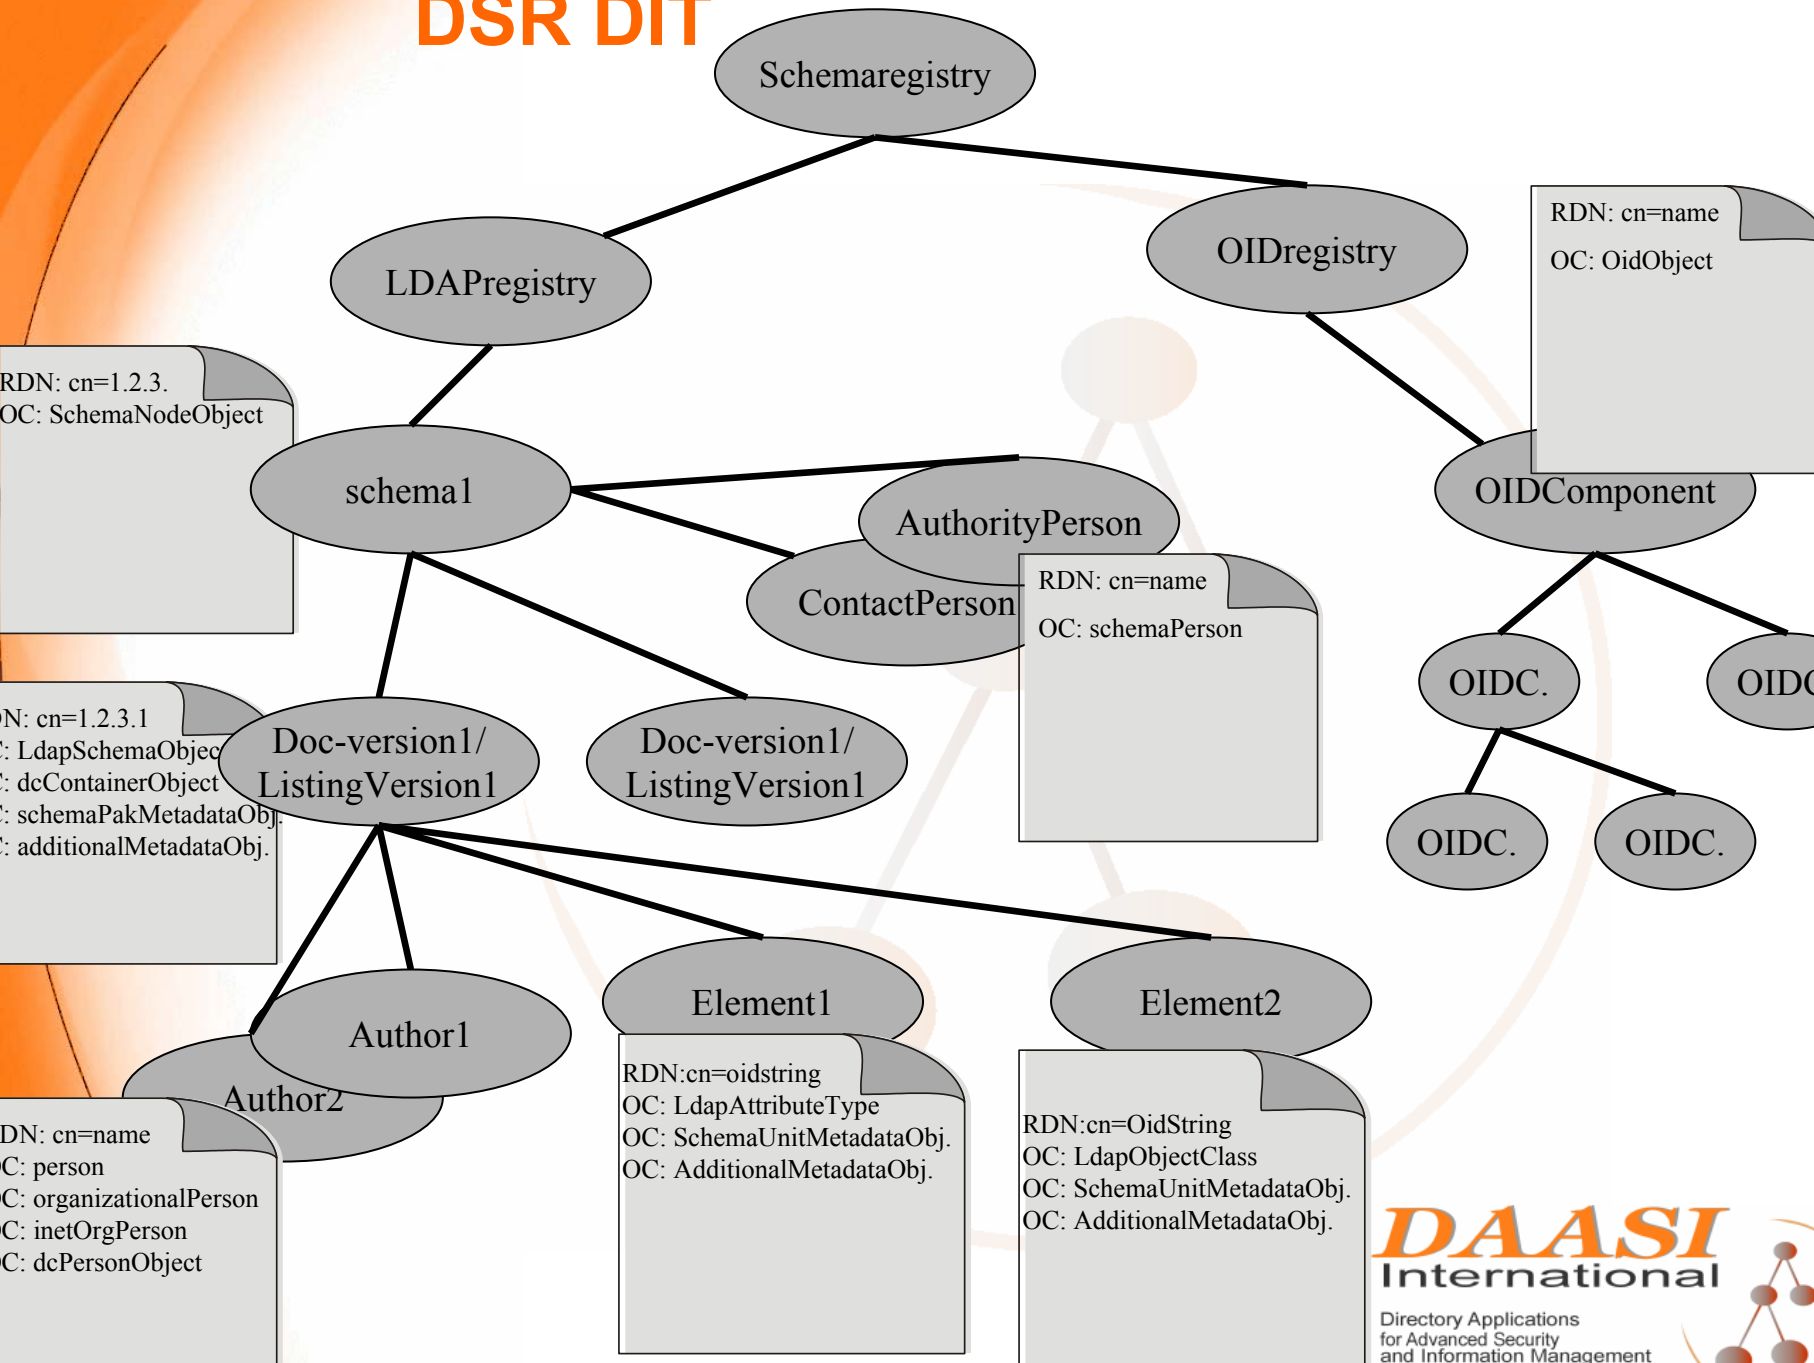 DSR DIT
Schemaregistry
LDAPregistry
OIDregistry
RDN: cn=name
OC: OidObject
RDN: cn=1.2.3.
OC: SchemaNodeObject
schema1
AuthorityPerson
ContactPerson
RDN: cn=name
OC: schemaPerson
OIDComponent
OIDC.
OIDC
OIDC.
OIDC.
N: cn=1.2.3.1
C: LdapSchemaObjec
C: dcContainerObject
C: schemaPakMetadataObj.
C: additionalMetadataObj.
Doc-version1/
ListingVersion1
Doc-version1/
ListingVersion1
Author1
Author2
Element1
Element2
DN: cn=name
C: person
C: organizationalPerson
C: inetOrgPerson
C: dcPersonObject
RDN:cn=oidstring
OC: LdapAttributeType
OC: SchemaUnitMetadataObj.
OC: AdditionalMetadataObj.
RDN:cn=OidString
OC: LdapObjectClass
OC: SchemaUnitMetadataObj.
OC: AdditionalMetadataObj.
DAASI
International
Directory Applications
for Advanced Security
and Information Management